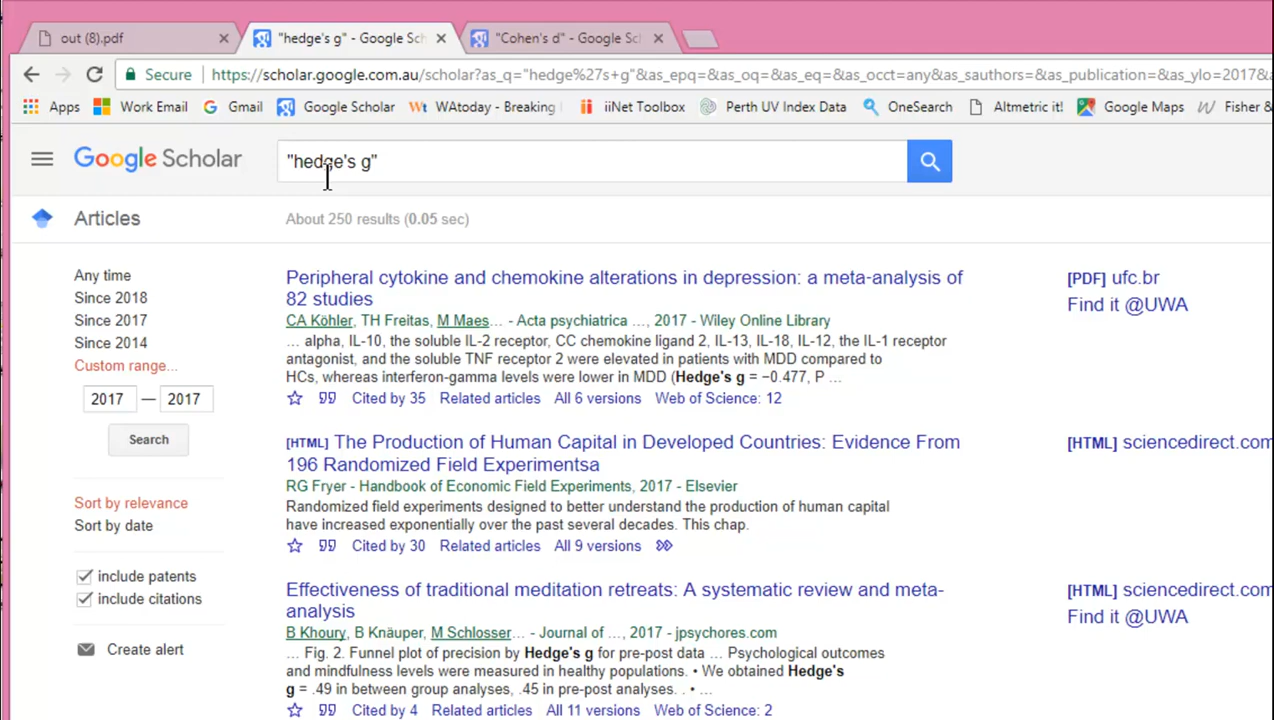 out (8).pdf
"hedge's g" - Google Sch
"Cohen's d" - Google Sc
Secure
https://scholar.google.com.au/scholar?as_q="hedge%27s+g"&as_epq=&as_oq=&as_eq=&as_occt=any&as_sauthors=&as_publication=&as_ylo=2017&
Apps Work Email Gmail Google Scholar WAtoday - Breaking iiNet Toolbox Perth UV Index Data OneSearch Altmetric it! Google Maps Fisher &
Google Scholar
"hedge's g"
Articles
About 250 results (0.05 sec)
Any time
Since 2018
Since 2017
Since 2014
Custom range...
2017 — 2017
Search
Sort by relevance
Sort by date
include patents
include citations
Create alert
Peripheral cytokine and chemokine alterations in depression: a meta-analysis of
82 studies
CA Köhler, TH Freitas, M Maes... - Acta psychiatrica ..., 2017 - Wiley Online Library
... alpha, IL-10, the soluble IL-2 receptor, CC chemokine ligand 2, IL-13, IL-18, IL-12, the IL-1 receptor
antagonist, and the soluble TNF receptor 2 were elevated in patients with MDD compared to
HCs, whereas interferon-gamma levels were lower in MDD (Hedge's g = −0.477, P ...
Cited by 35 Related articles All 6 versions Web of Science: 12
[PDF] ufc.br
Find it @UWA
[HTML] The Production of Human Capital in Developed Countries: Evidence From
196 Randomized Field Experimentsa
RG Fryer - Handbook of Economic Field Experiments, 2017 - Elsevier
Randomized field experiments designed to better understand the production of human capital
have increased exponentially over the past several decades. This chap.
Cited by 30 Related articles All 9 versions
[HTML] sciencedirect.com
Effectiveness of traditional meditation retreats: A systematic review and meta-
analysis
B Khoury, B Knäuper, M Schlosser... - Journal of ..., 2017 - jpsychores.com
... Fig. 2. Funnel plot of precision by Hedge's g for pre-post data ... Psychological outcomes
and mindfulness levels were measured in healthy populations. • We obtained Hedge's
g = .49 in between group analyses, .45 in pre-post analyses. . • ...
Cited by 4 Related articles All 11 versions Web of Science: 2
[HTML] sciencedirect.com
Find it @UWA